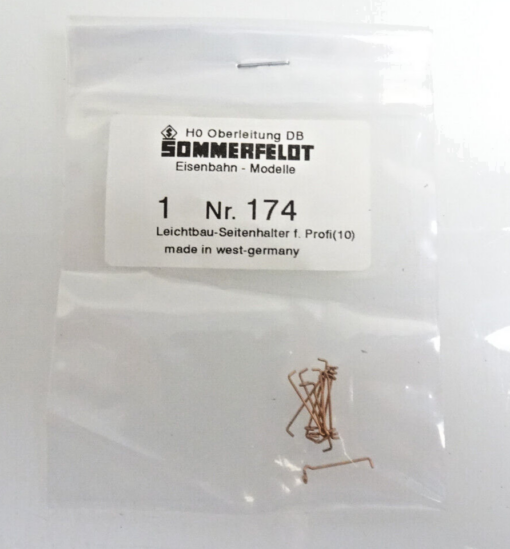 H0 Oberleitung DB
SOMMERFELDT
Eisenbahn - Modelle
1 Nr. 174
Leichtbau-Seitenhalter f. Profi(10)
made in west-germany